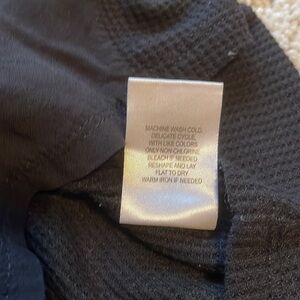 MACHINE WASH COLD,
DELICATE CYCLE,
WITH LIKE COLORS
ONLY NON-CHLORINE
BLEACH IF NEEDED
RESHAPE AND LAY
FLAT TO DRY
WARM IRON IF NEEDED